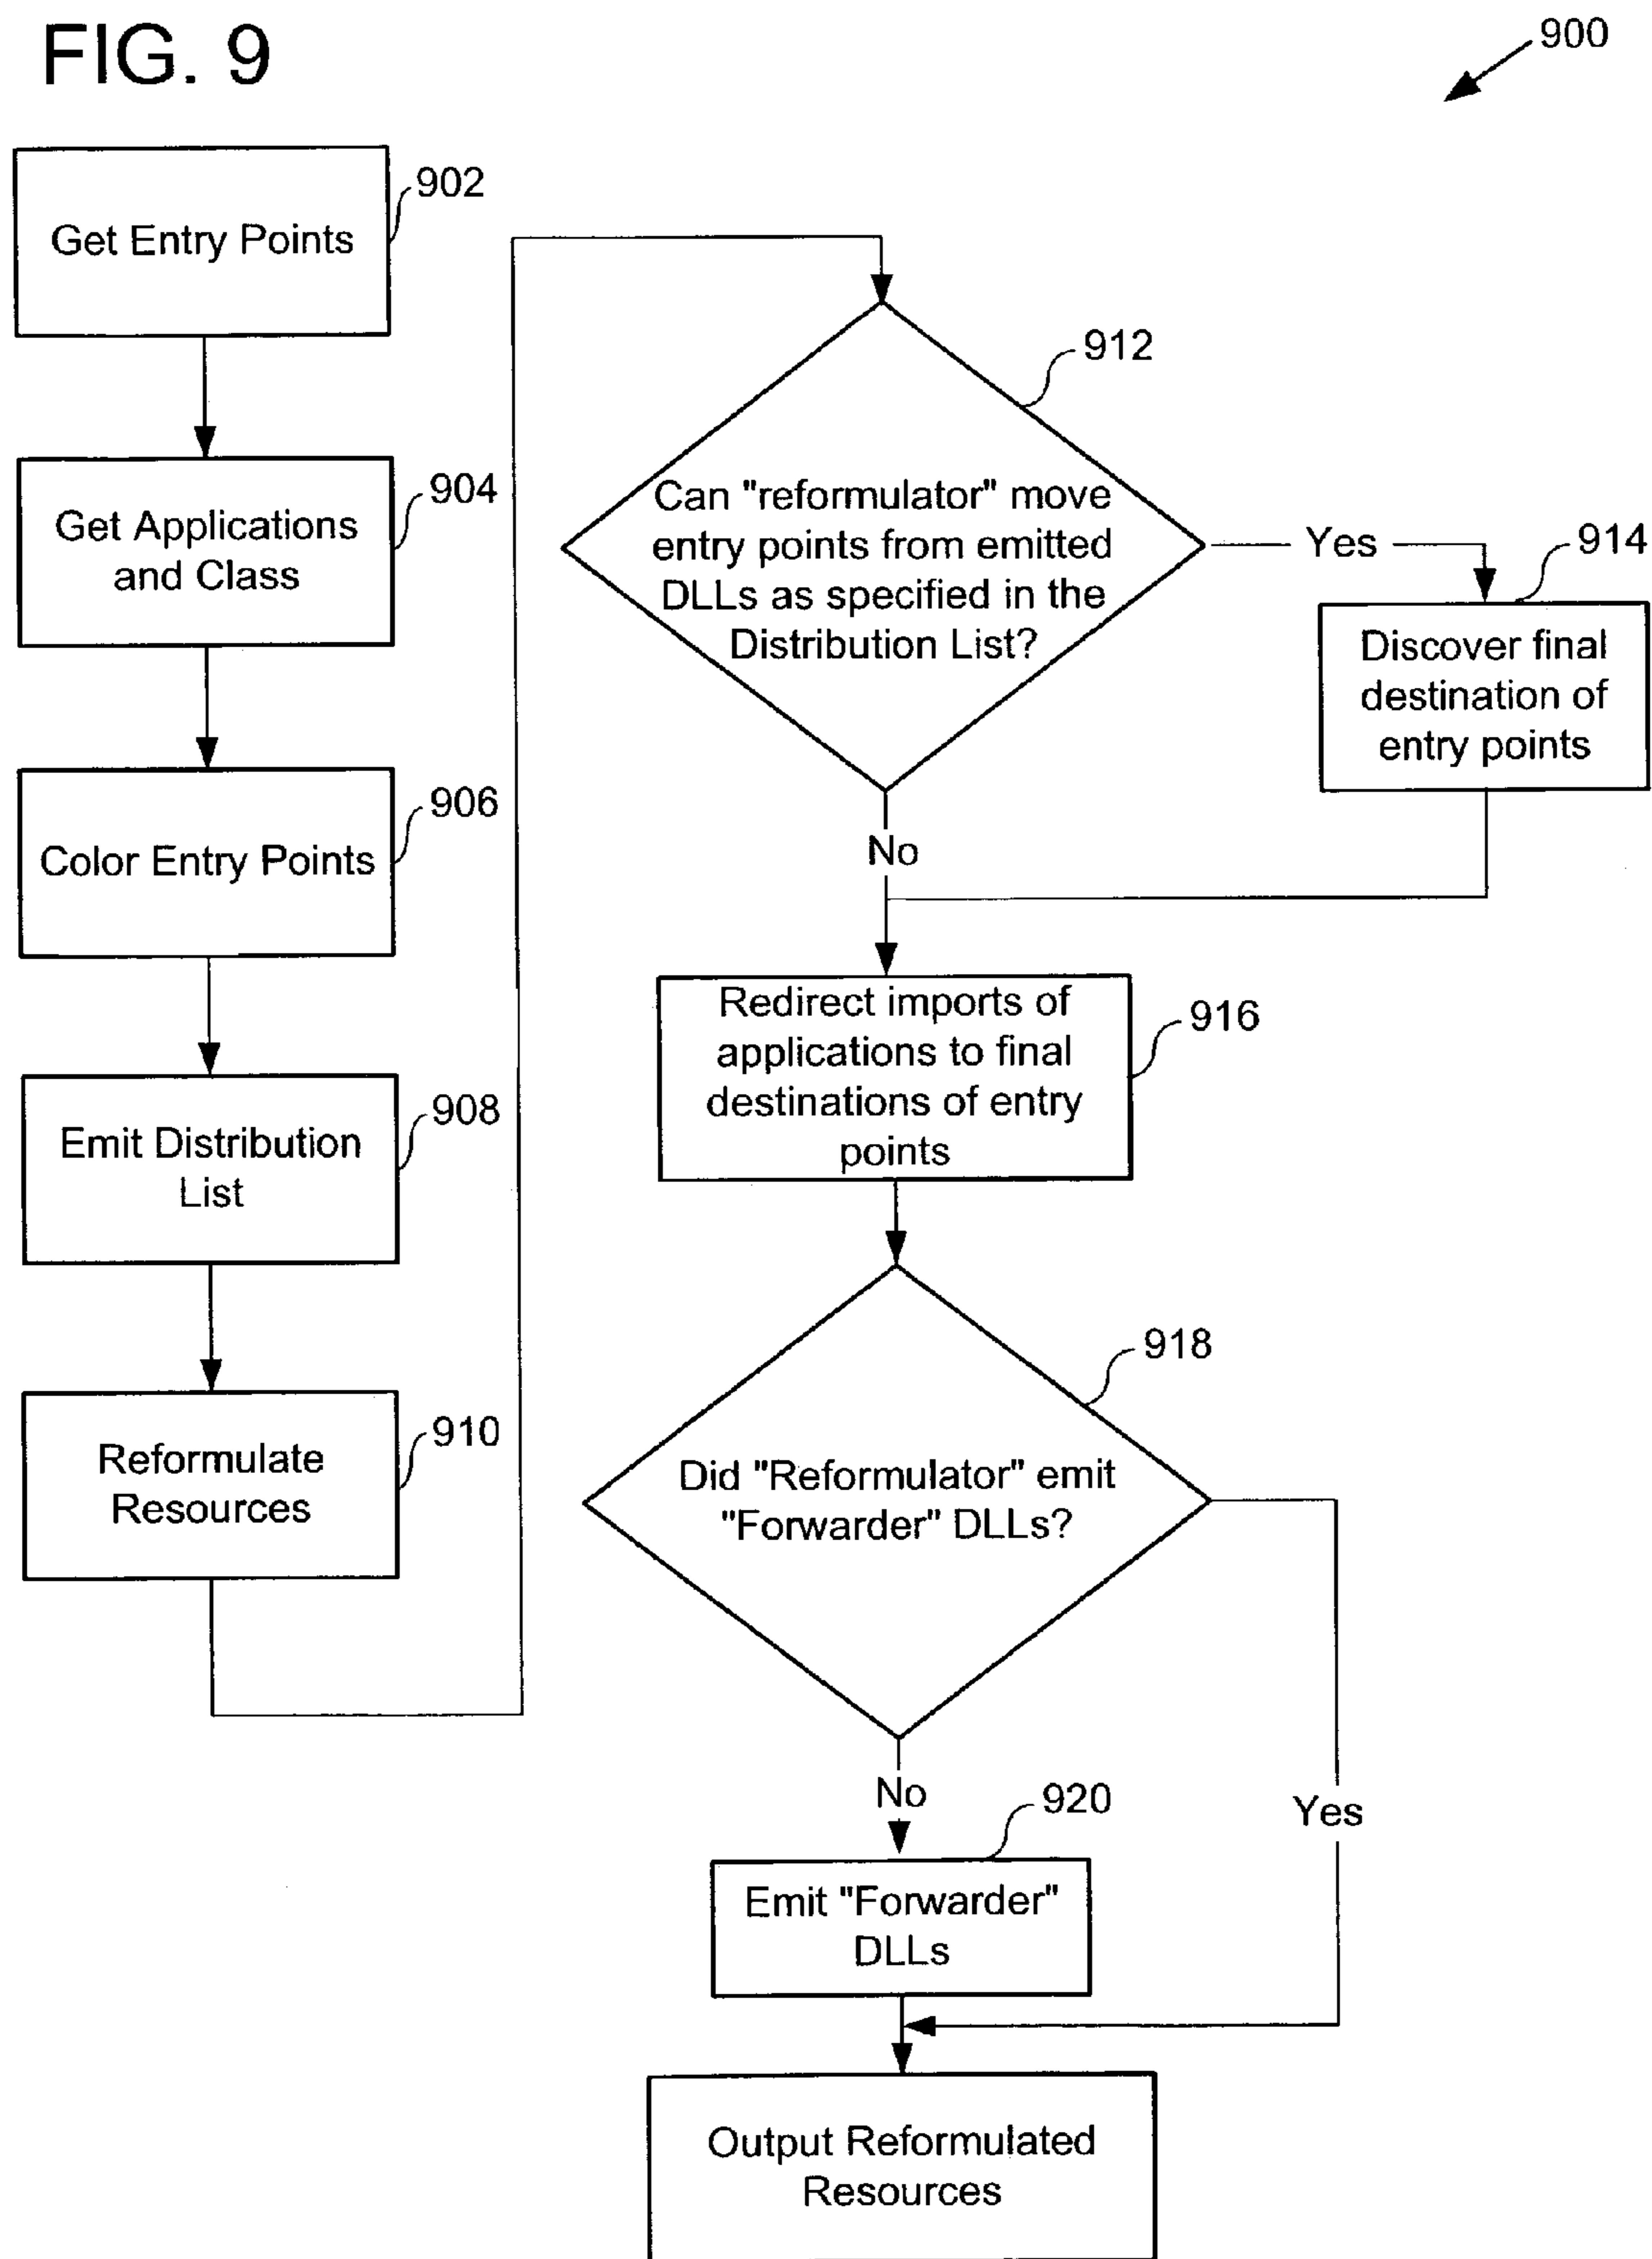 FIG. 9
900
Get Entry Points
902
Get Applications
and Class
904
Color Entry Points
906
Emit Distribution
List
908
Reformulate
Resources
910
Can "reformulator" move
entry points from emitted
DLLs as specified in the
Distribution List?
912
Yes
No
Discover final
destination of
entry points
914
Redirect imports of
applications to final
destinations of entry
points
916
Did "Reformulator" emit
"Forwarder" DLLs?
918
No
Yes
Emit "Forwarder"
DLLs
920
Output Reformulated
Resources